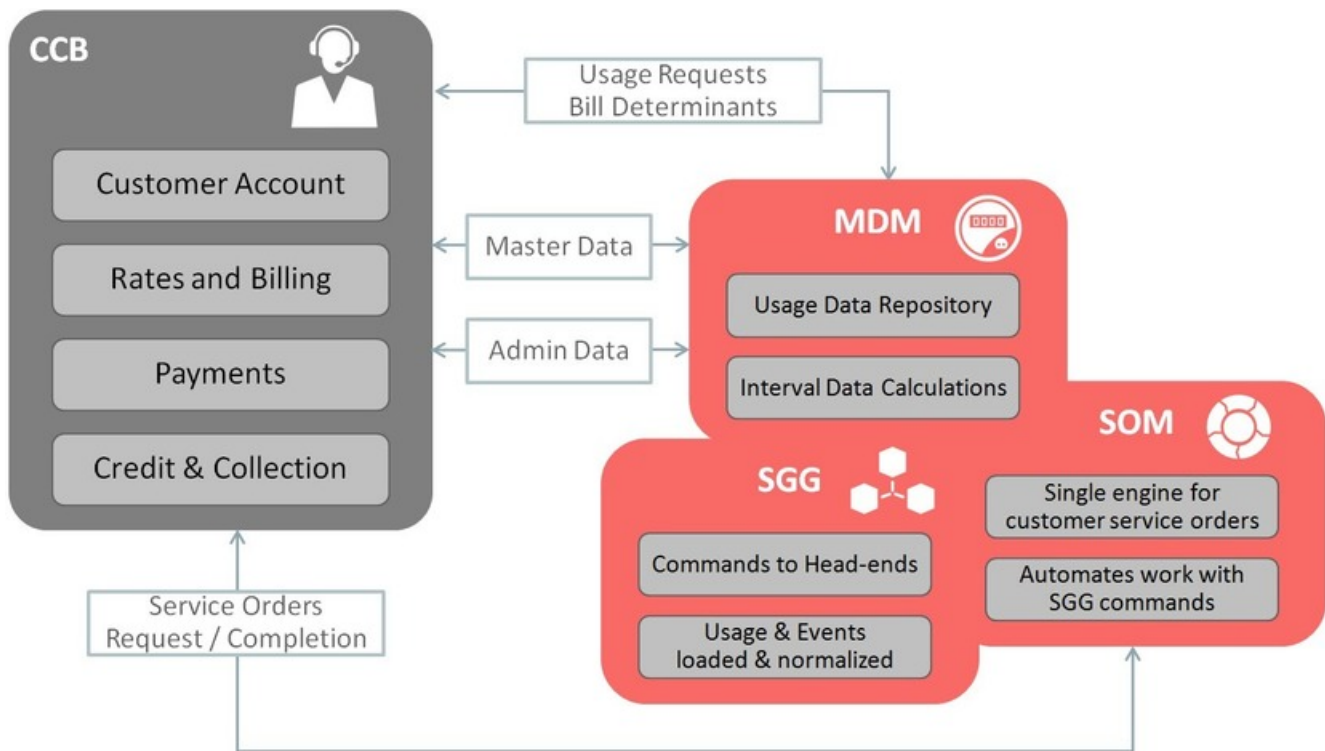 CCB
Customer Account
Rates and Billing
Payments
Credit & Collection
Usage Requests
Bill Determinants
Master Data
Admin Data
Service Orders
Request / Completion
MDM
0000
Usage Data Repository
Interval Data Calculations
SGG
Commands to Head-ends
Usage & Events
loaded & normalized
SOM
Single engine for
customer service orders
Automates work with
SGG commands